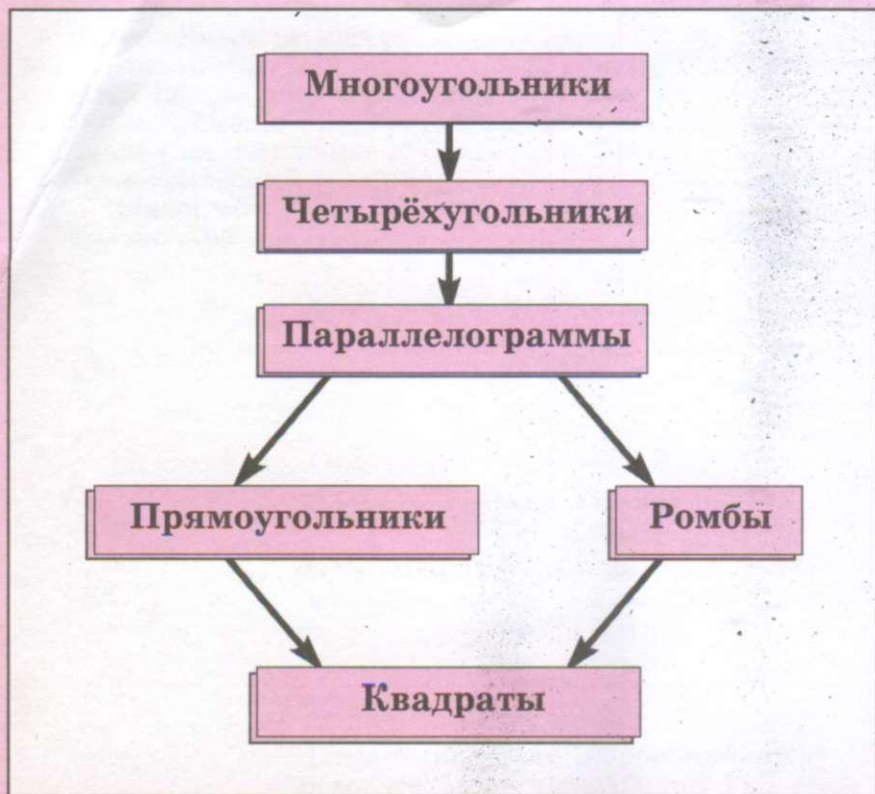 Многоугольники
Четырёхугольники
Параллелограммы
Прямоугольники
Ромбы
Квадраты